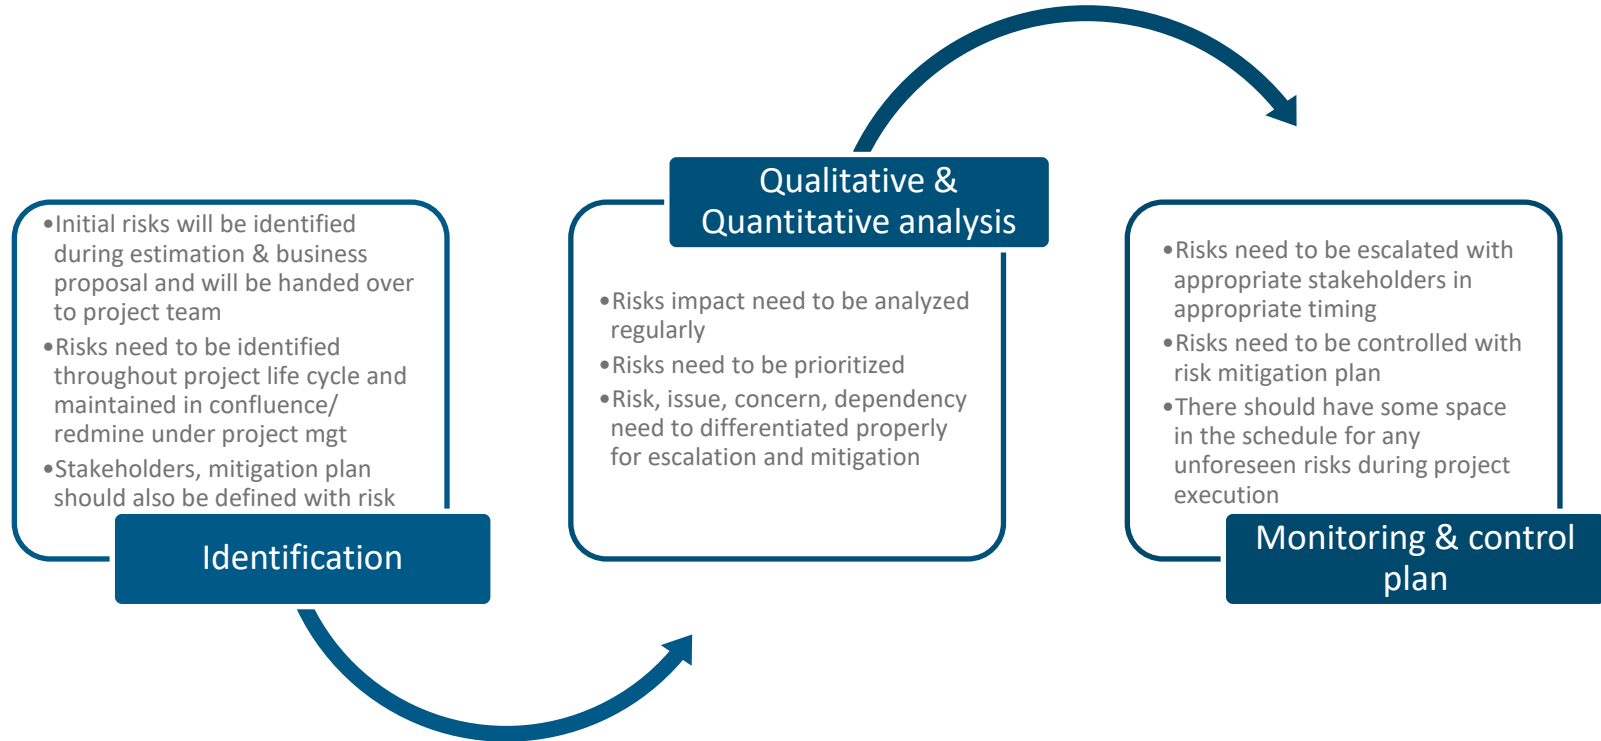 •Initial risks will be identified
during estimation & business
proposal and will be handed over
to project team
•Risks need to be identified
throughout project life cycle and
maintained in confluence/
redmine under project mgt
•Stakeholders, mitigation plan
should also be defined with risk
Identification
Qualitative &
Quantitative analysis
•Risks impact need to be analyzed
regularly
•Risks need to be prioritized
•Risk, issue, concern, dependency
need to differentiated properly
for escalation and mitigation
•Risks need to be escalated with
appropriate stakeholders in
appropriate timing
•Risks need to be controlled with
risk mitigation plan
•There should have some space
in the schedule for any
unforeseen risks during project
execution
Monitoring & control
plan